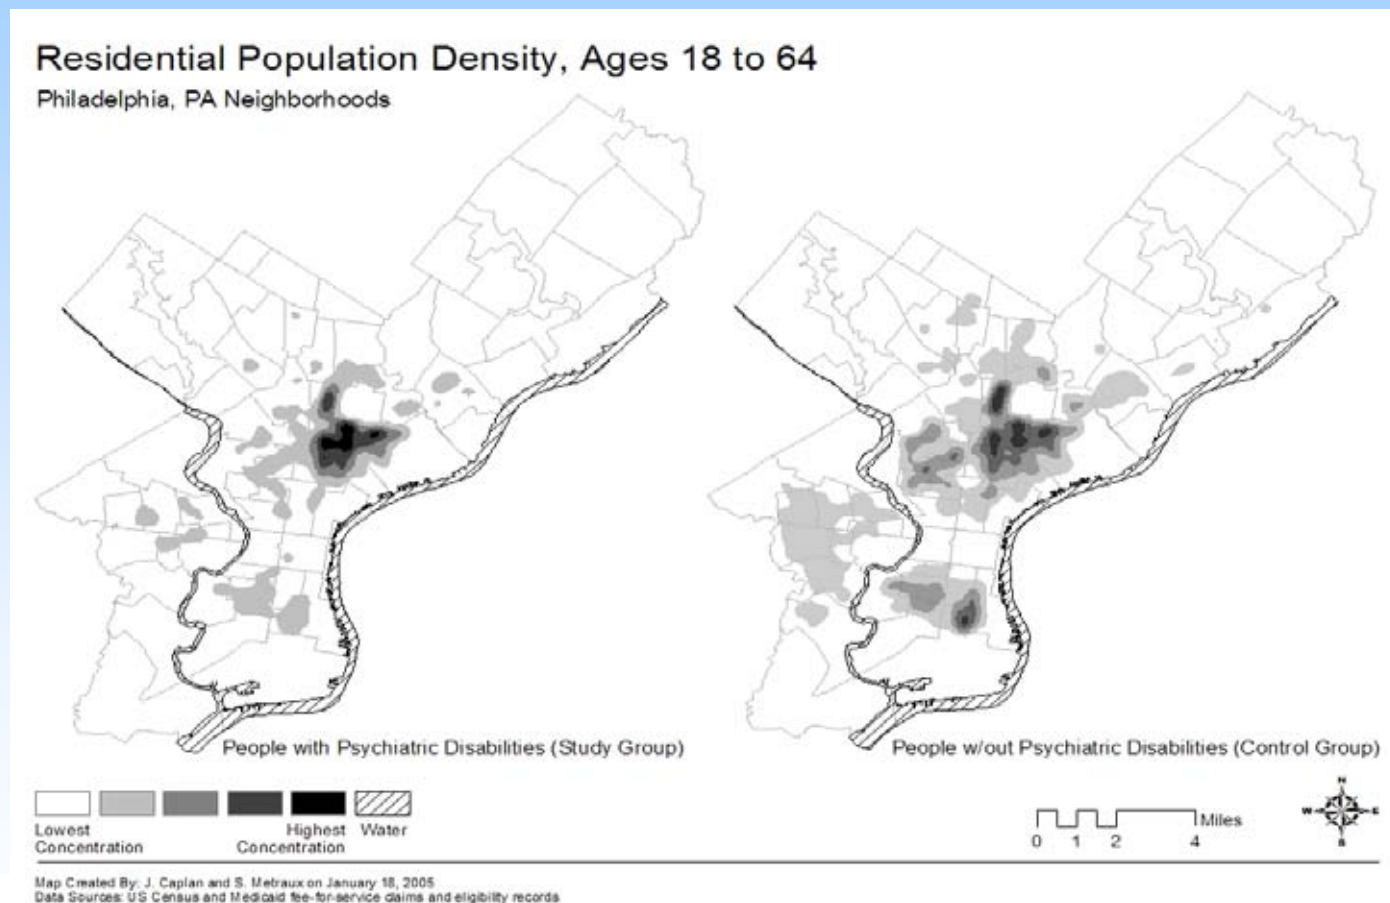 Residential Population Density, Ages 18 to 64
Philadelphia, PA Neighborhoods
People with Psychiatric Disabilities (Study Group)
People w/out Psychiatric Disabilities (Control Group)
Lowest Concentration
Highest Concentration
Water
0 1 2 4 Miles
N
W E
S
Map Created By: J. Caplan and S. Metraux on January 18, 2005
Data Sources: US Census and Medicaid fee-for-service claims and eligibility records